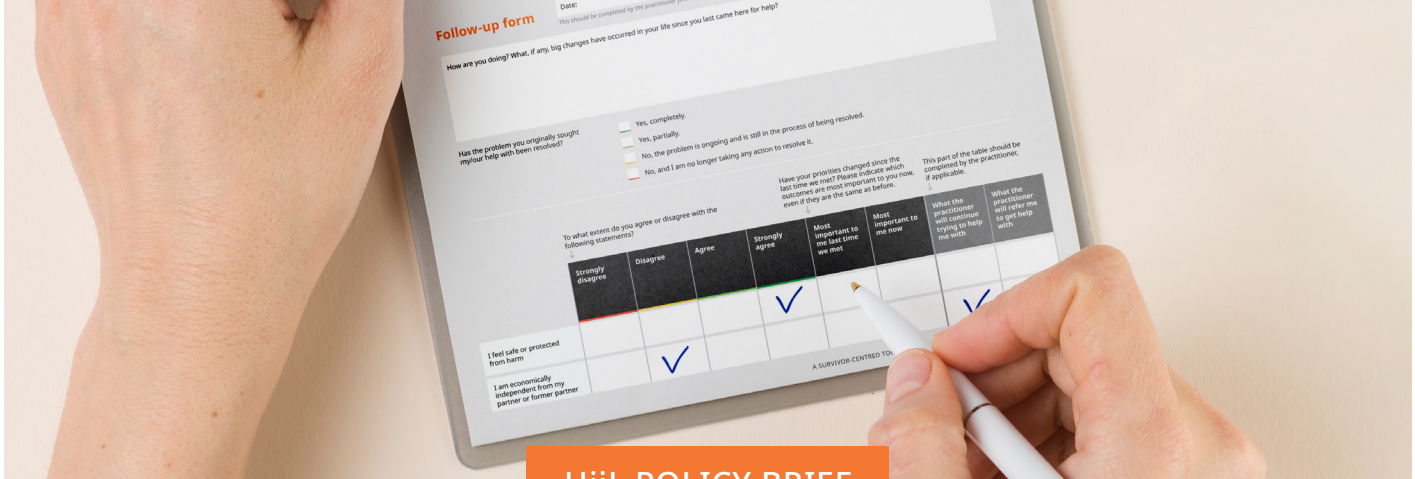 Date:
Follow-up form
This should be completed by the practitioner
How are you doing? What, if any, big changes have occurred in your life since you last came here for help?
Has the problem you originally sought
my/our help with been resolved?
Yes, completely.
Yes, partially.
No, the problem is ongoing and is still in the process of being resolved.
No, and I am no longer taking any action to resolve it.
To what extent do you agree or disagree with the
following statements?
Have your priorities changed since the
last time we met? Please indicate which
outcomes are most important to you now,
even if they are the same as before.
This part of the table should be
completed by the practitioner,
if applicable.
Strongly
disagree
Disagree
Agree
Strongly
agree
Most
important to
me last time
we met
Most
important to
me now
What the
practitioner
will continue
trying to help
me with
What the
practitioner
will refer me
to get help
with
I feel safe or protected
from harm
I am economically
independent from my
partner or former partner
A SURVIVOR-CENTRED
HiiL POLICY BRIEF